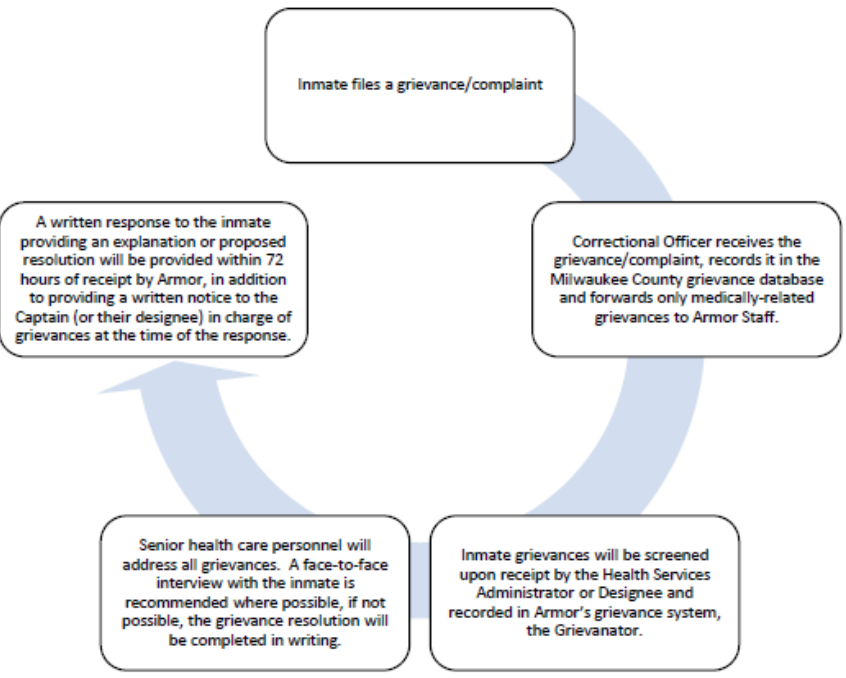 Inmate files a grievance/complaint
Correctional Officer receives the
grievance/complaint, records it in the
Milwaukee County grievance database
and forwards only medically-related
grievances to Armor Staff.
Inmate grievances will be screened
upon receipt by the Health Services
Administrator or Designee and
recorded in Armor's grievance system,
the Grievanator.
Senior health care personnel will
address all grievances. A face-to-face
interview with the inmate is
recommended where possible, if not
possible, the grievance resolution will
be completed in writing.
A written response to the inmate
providing an explanation or proposed
resolution will be provided within 72
hours of receipt by Armor, in addition
to providing a written notice to the
Captain (or their designee) in charge of
grievances at the time of the response.